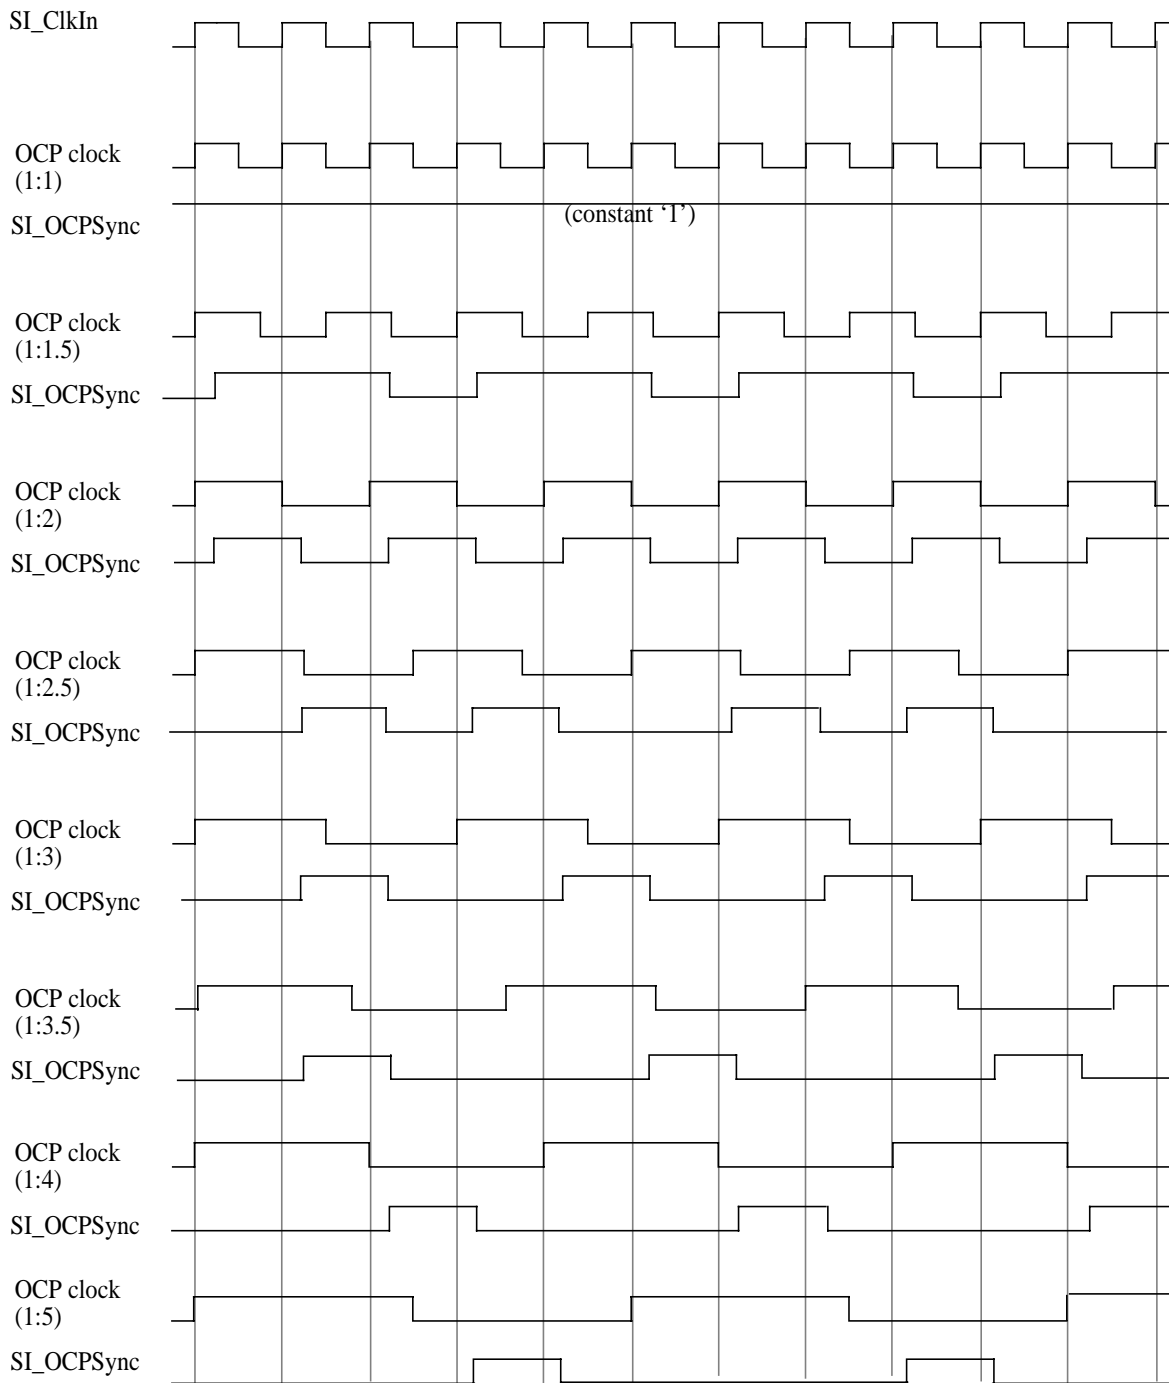 SI_ClkIn
OCP clock
(1:1)
SI_OCPSync
(constant ‘1’)
OCP clock
(1:1.5)
SI_OCPSync
OCP clock
(1:2)
SI_OCPSync
OCP clock
(1:2.5)
SI_OCPSync
OCP clock
(1:3)
SI_OCPSync
OCP clock
(1:3.5)
SI_OCPSync
OCP clock
(1:4)
SI_OCPSync
OCP clock
(1:5)
SI_OCPSync